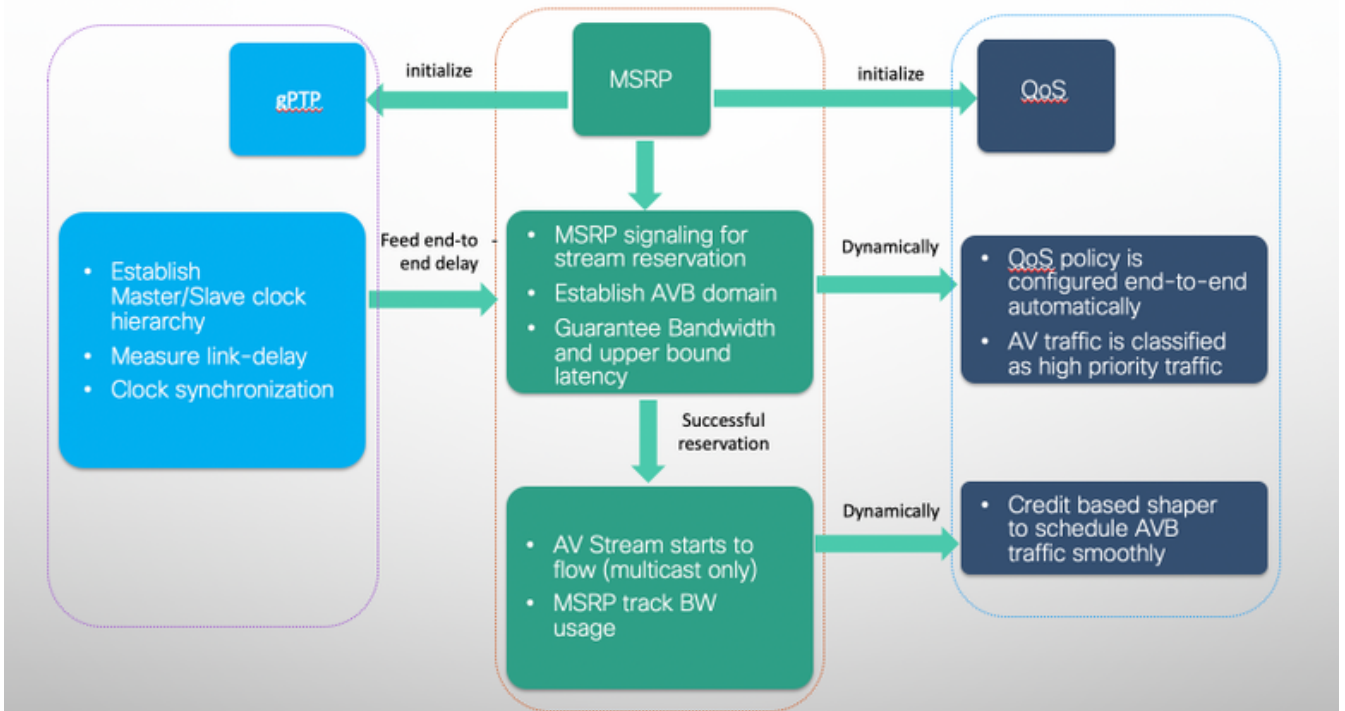 gPTP
initialize
MSRP
initialize
QoS
• Establish
Master/Slave clock
hierarchy
• Measure link-delay
• Clock synchronization
Feed end-to -
end delay
• MSRP signaling for
stream reservation
• Establish AVB domain
• Guarantee Bandwidth
and upper bound
latency
Dynamically
• QoS policy is
configured end-to-end
automatically
• AV traffic is classified
as high priority traffic
Successful
reservation
• AV Stream starts to
flow (multicast only)
• MSRP track BW
usage
Dynamically
• Credit based shaper
to schedule AVB
traffic smoothly